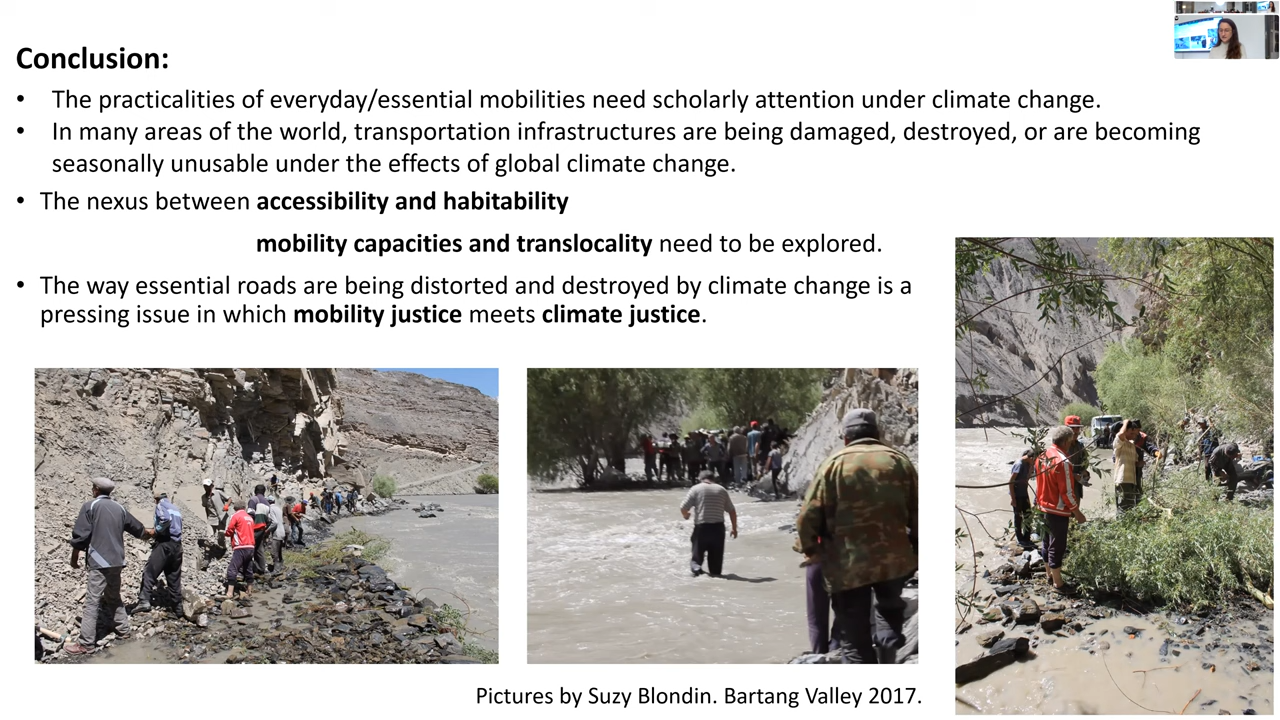 Conclusion:
• The practicalities of everyday/essential mobilities need scholarly attention under climate change.
• In many areas of the world, transportation infrastructures are being damaged, destroyed, or are becoming
seasonally unusable under the effects of global climate change.
• The nexus between accessibility and habitability
mobility capacities and translocality need to be explored.
• The way essential roads are being distorted and destroyed by climate change is a
pressing issue in which mobility justice meets climate justice.
Pictures by Suzy Blondin. Bartang Valley 2017.